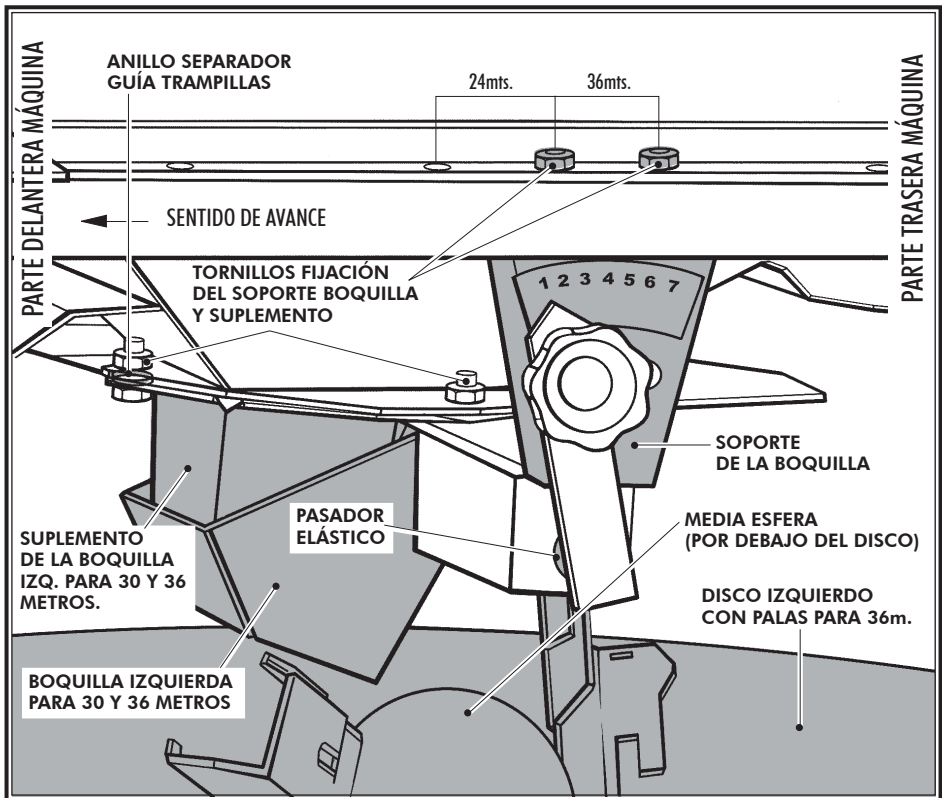 ANILLO SEPARADOR
GUÍA TRAMPILLAS
24mts.
36mts.
PARTE DELANTERA MÁQUINA
PARTE TRASERA MÁQUINA
SENTIDO DE AVANCE
TORNILLOS FIJACIÓN
DEL SOPORTE BOQUILLA
Y SUPLEMENTO
1 2 3 4 5 6 7
SOPORTE
DE LA BOQUILLA
PASADOR
ELÁSTICO
MEDIA ESFERA
(POR DEBAJO DEL DISCO)
SUPLEMENTO
DE LA BOQUILLA
IZQ. PARA 30 Y 36
METROS.
DISCO IZQUIERDO
CON PALAS PARA 36m.
BOQUILLA IZQUIERDA
PARA 30 Y 36 METROS